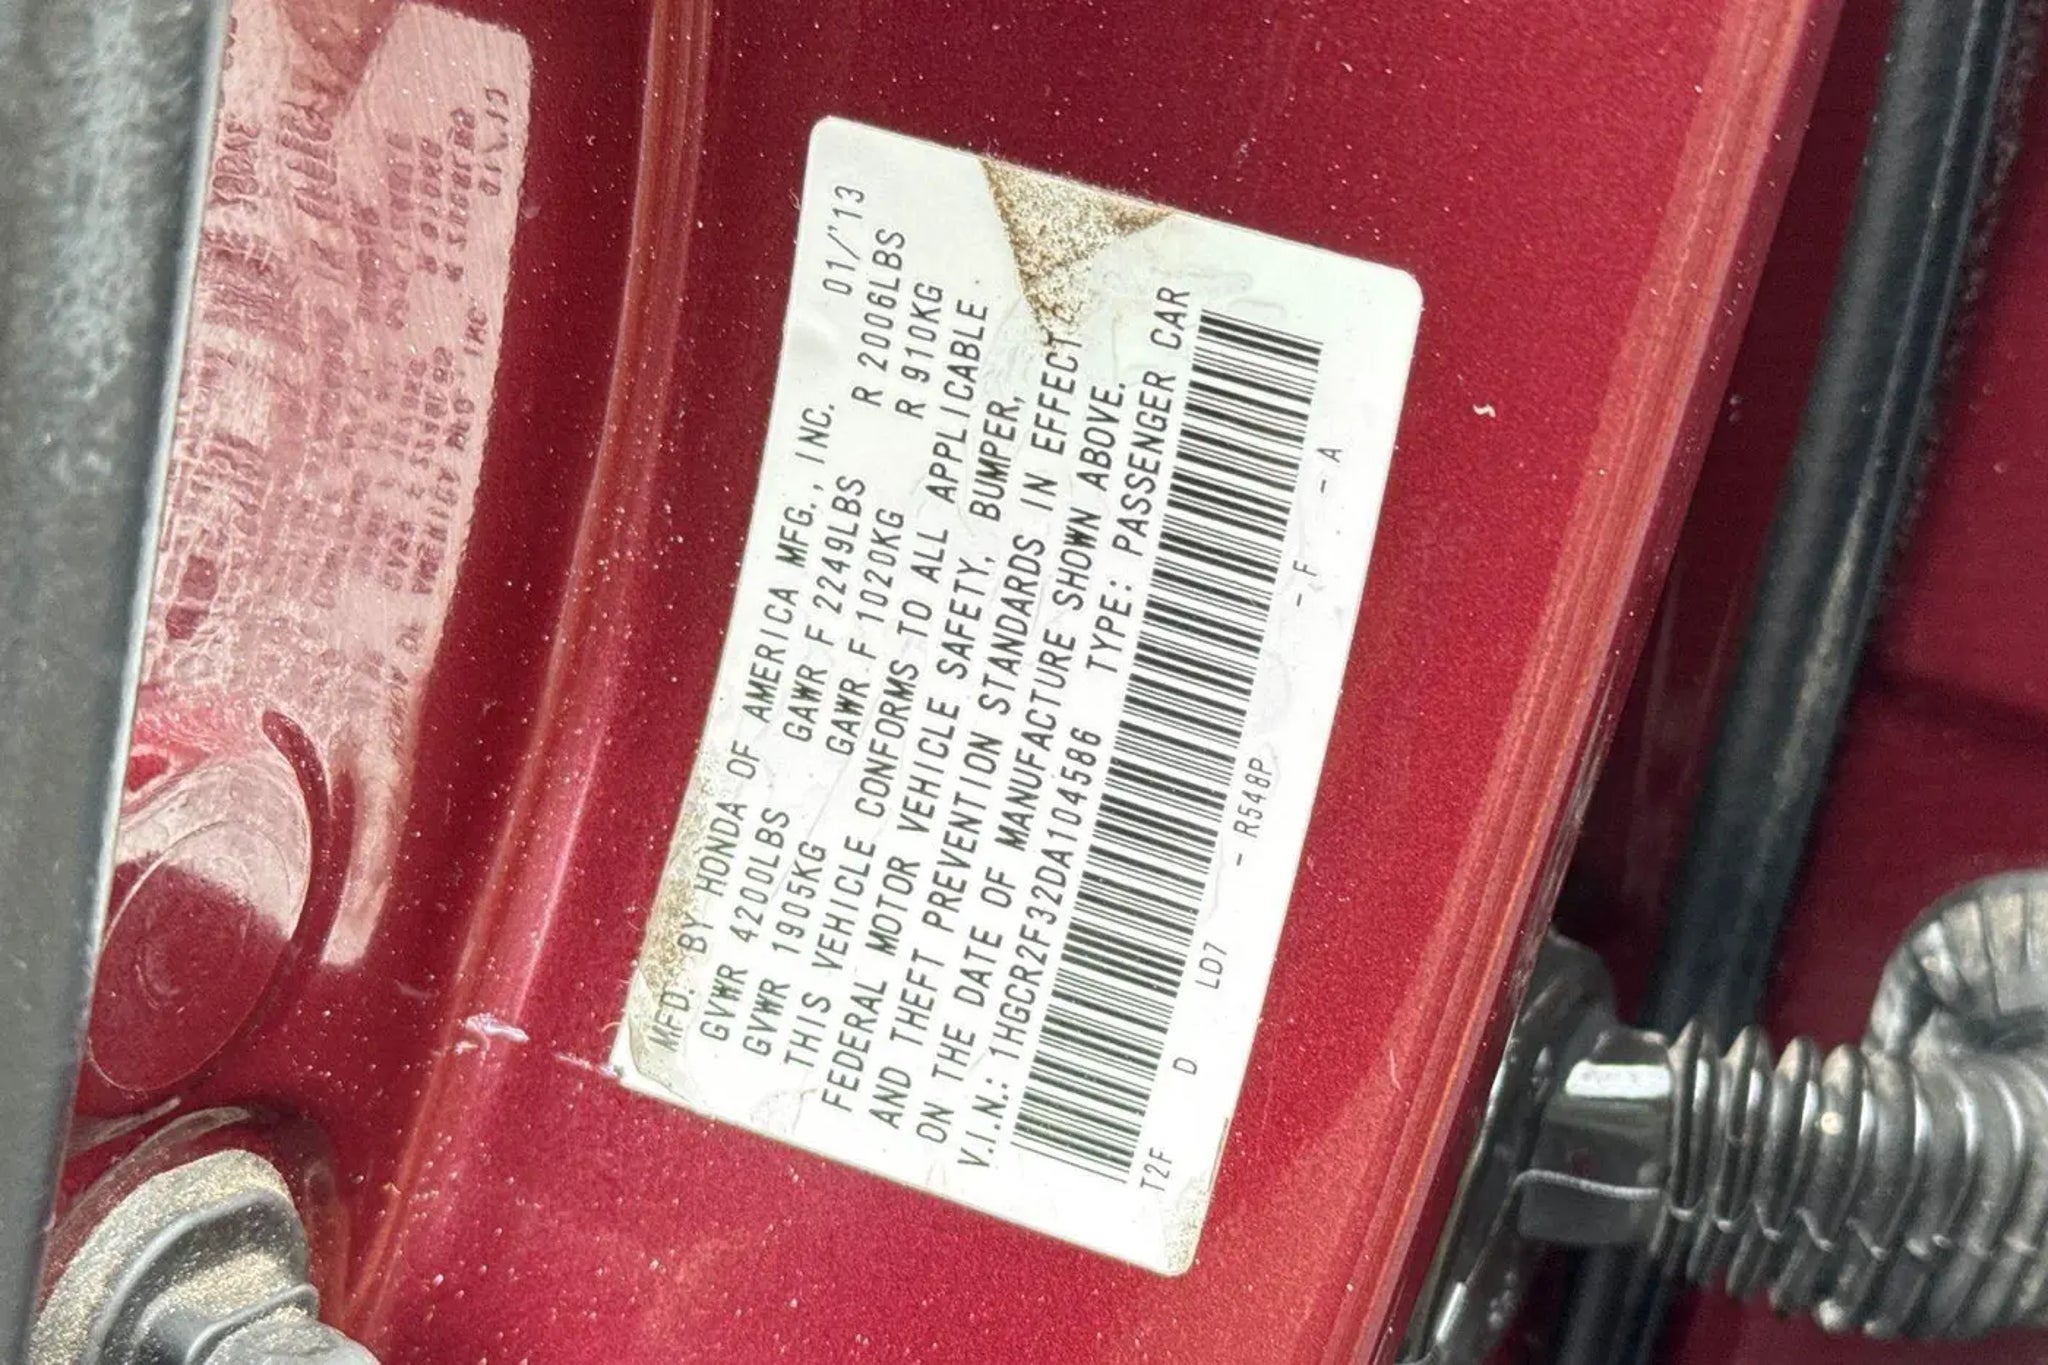 MFD. BY HONDA OF AMERICA MFG., INC. 01/'13
GVWR 4200LBS GAWR F 2249LBS R 2006LBS
GVWR 1905KG GAWR F 1020KG R 910KG
THIS VEHICLE CONFORMS TO ALL APPLICABLE
FEDERAL MOTOR VEHICLE SAFETY, BUMPER,
AND THEFT PREVENTION STANDARDS IN EFFECT
ON THE DATE OF MANUFACTURE SHOWN ABOVE.
V.I.N.: 1HGCR2F32DA104586 TYPE: PASSENGER CAR
T2F D LD7 -R548P -F -A